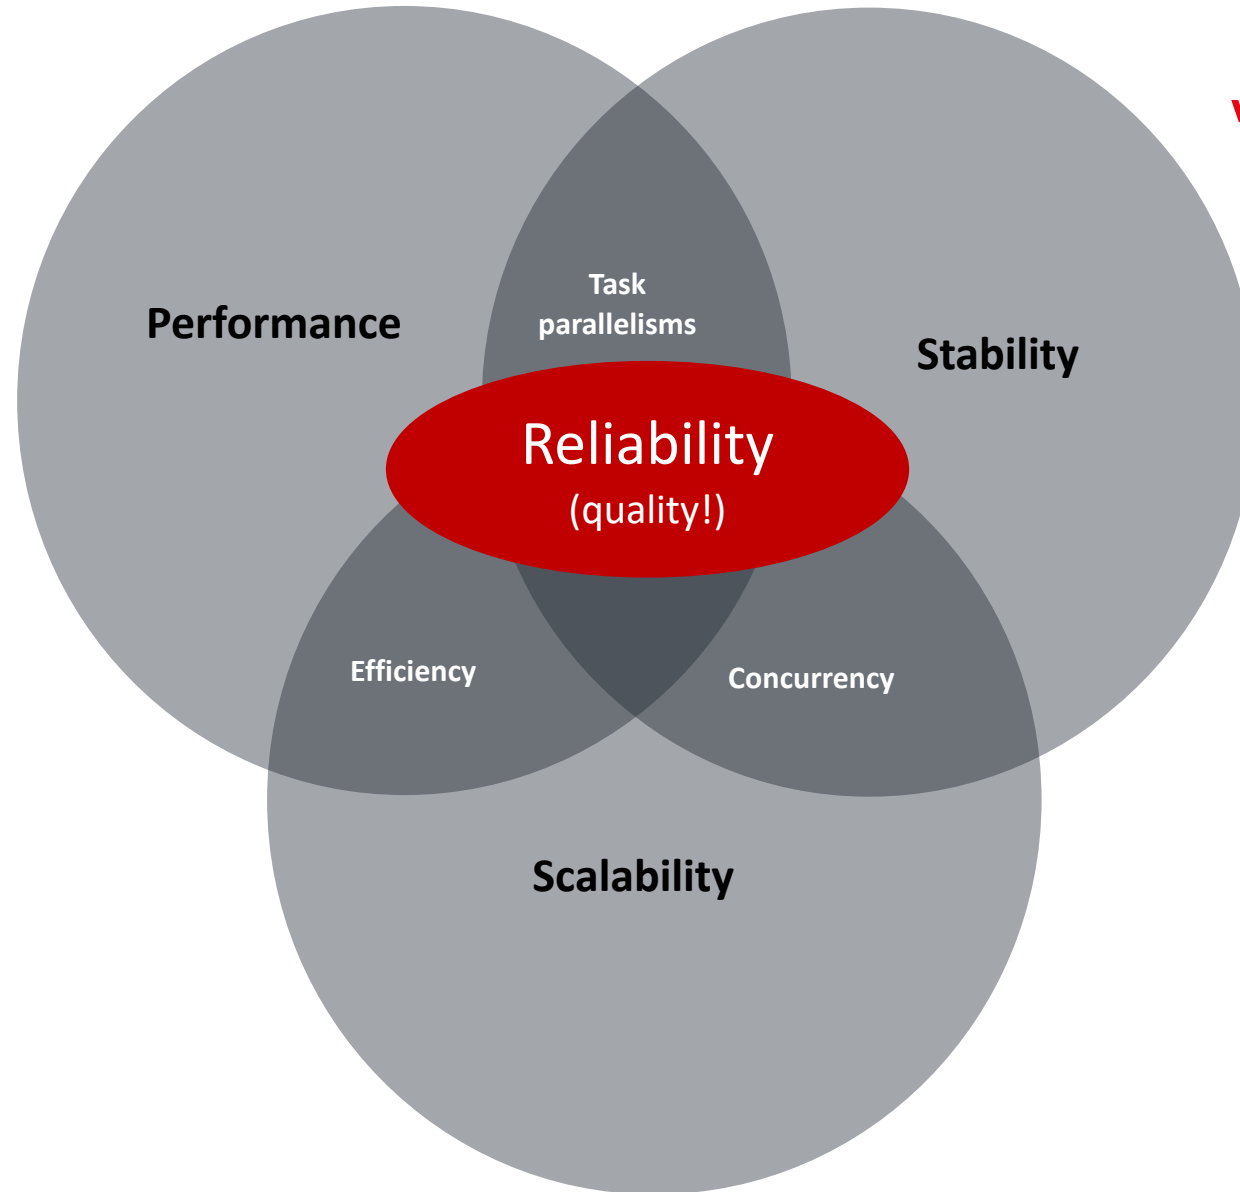 Task
parallelisms
Performance
Stability
Reliability
(quality!)
Efficiency
Concurrency
Scalability